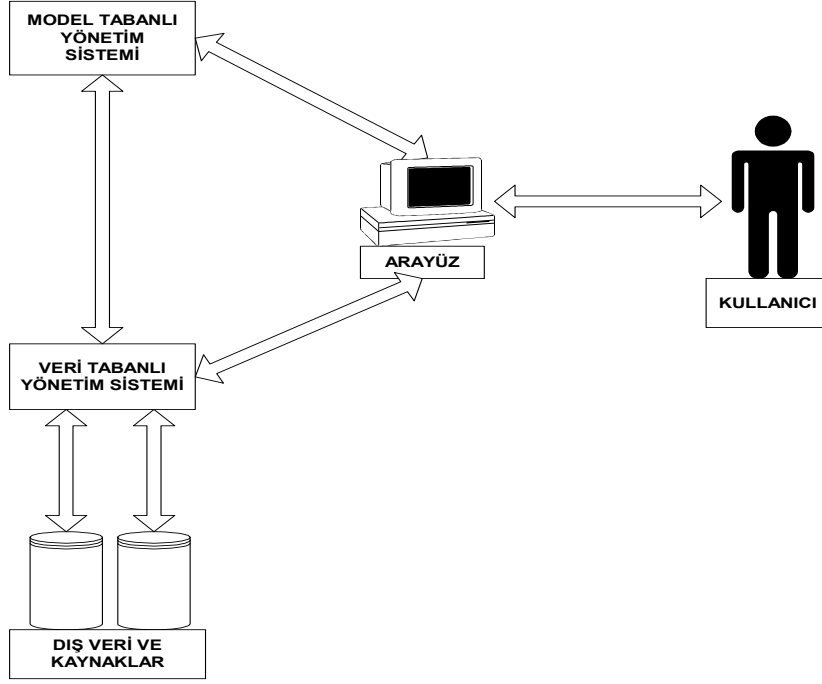 MODEL TABANLI
YÖNETİM
SİSTEMİ
ARAYÜZ
KULLANICI
VERİ TABANLI
YÖNETİM SİSTEMİ
DIŞ VERİ VE
KAYNAKLAR